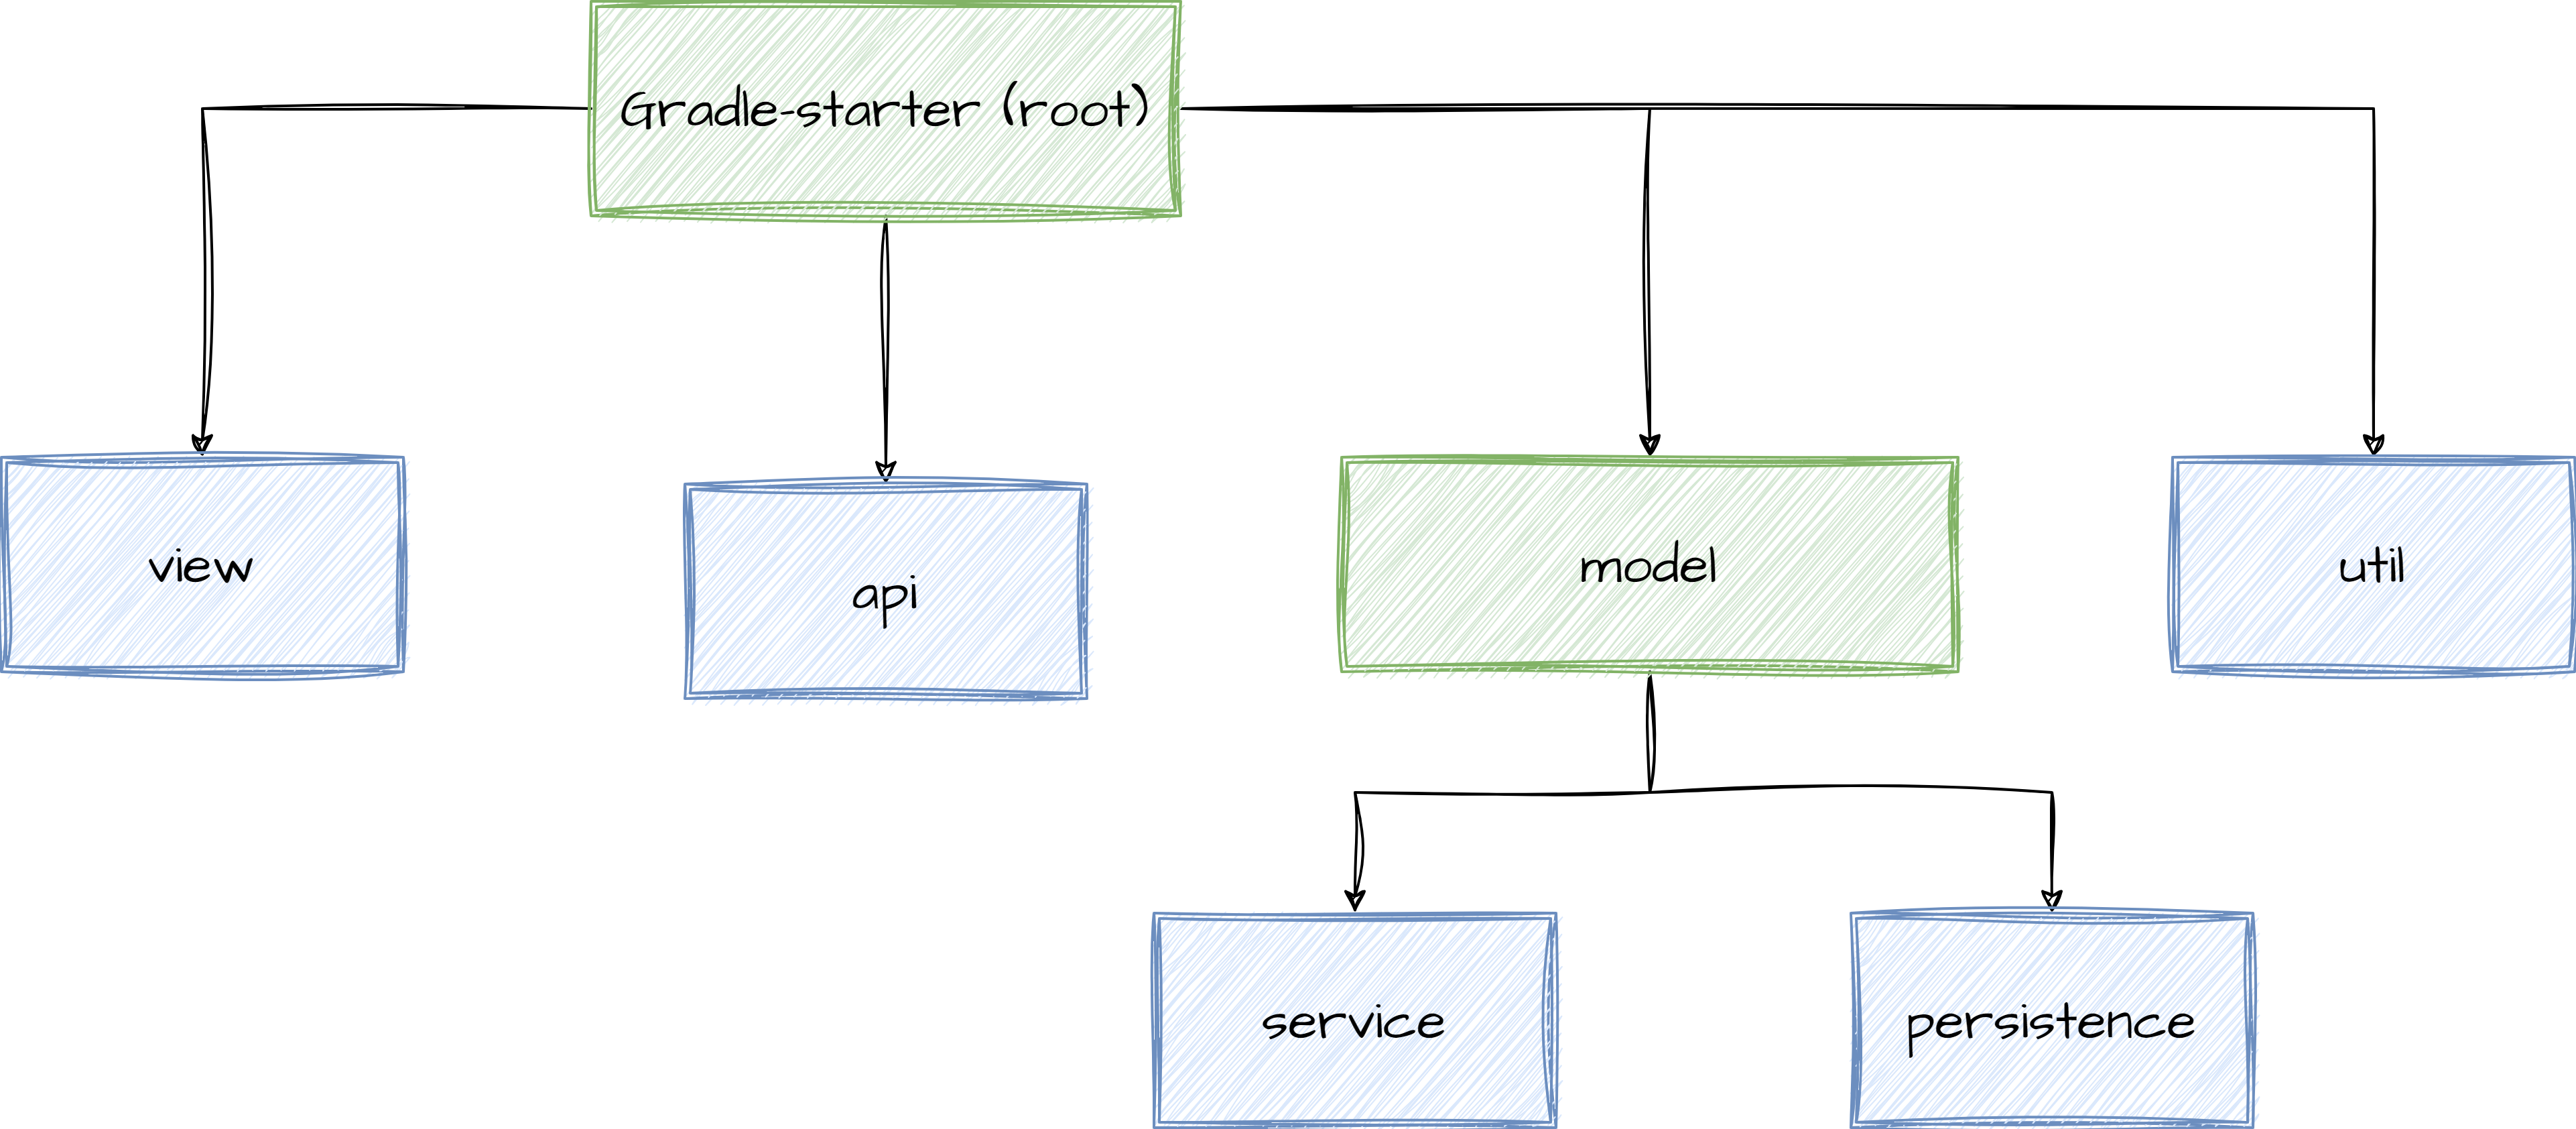 Gradle-starter (root)
view
api
model
util
service
persistence